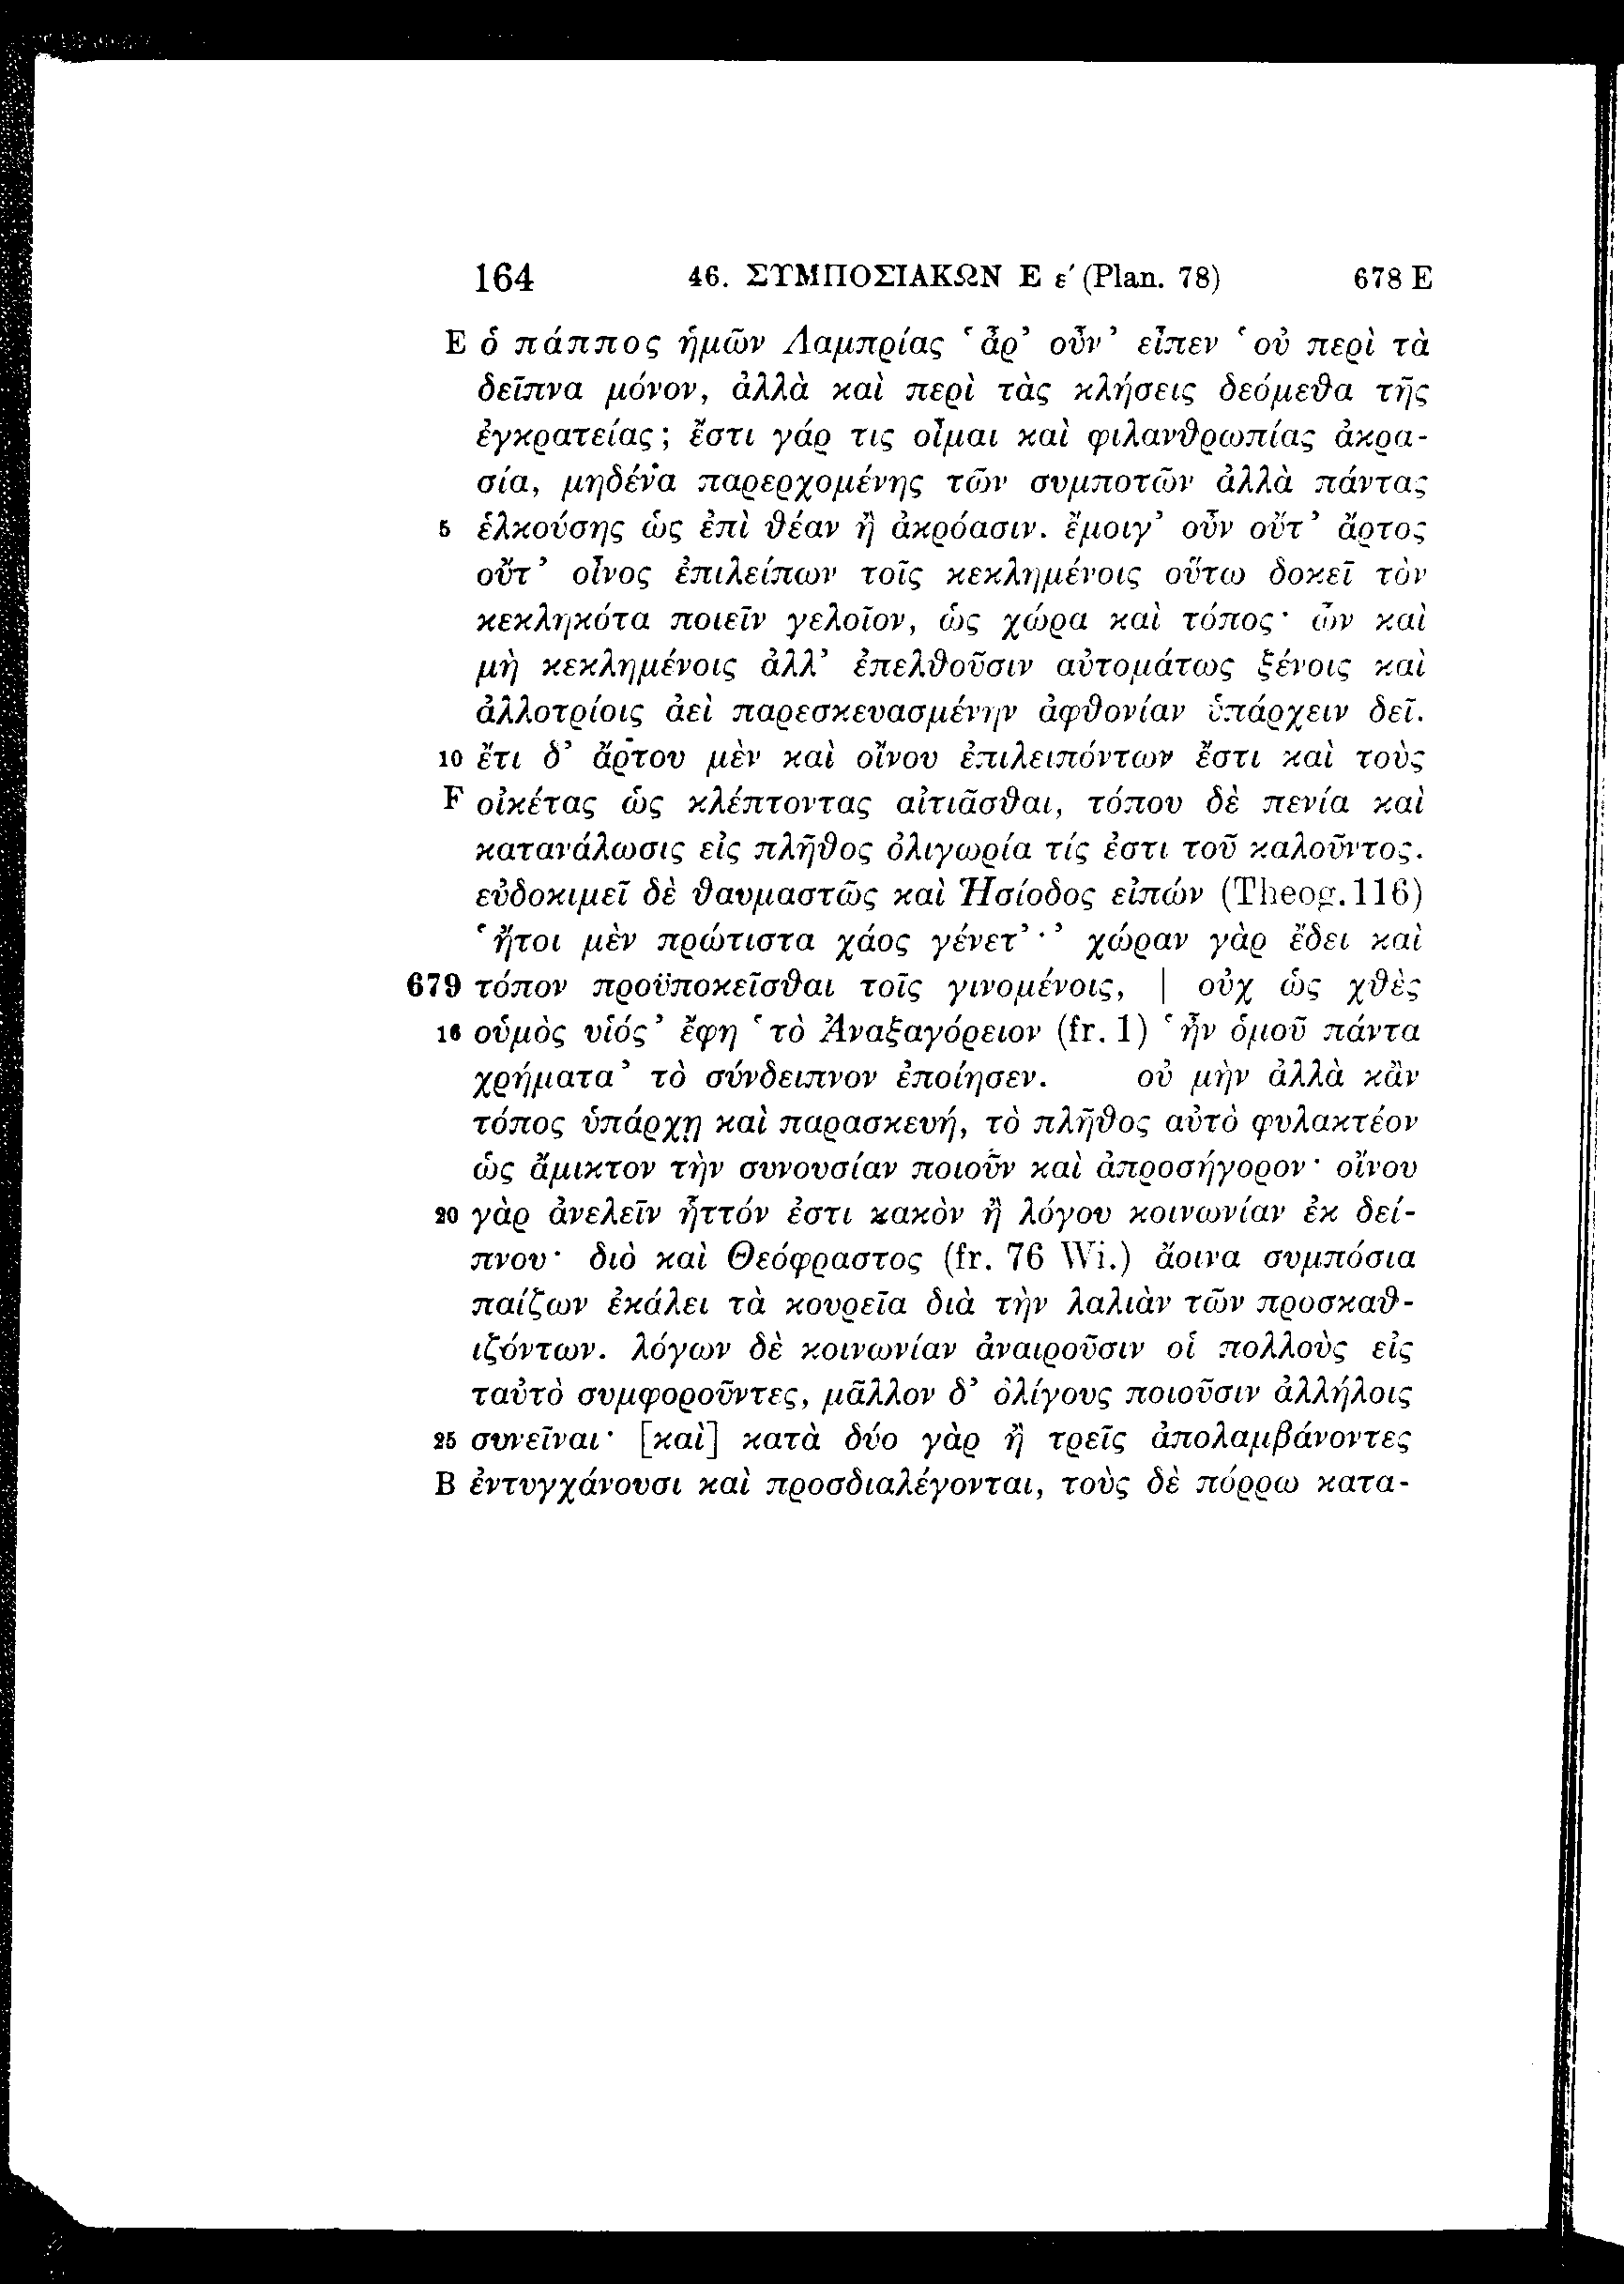 164 46. ΣΥΜΠΟΣΙΑΚΩΝ Ε ε′ (Plan. 78) 678 E
E ὁ πάππος ἡμῶν Λαμπρίας ‘ἆρ’ οὖν’ εἶπεν ‘οὐ περὶ τὰ
δεῖπνα μόνον, ἀλλὰ καὶ περὶ τὰς κλήσεις δεόμεθα τῆς
ἐγκρατείας; ἔστι γάρ τις οἶμαι καὶ φιλανθρωπίας ἀκρα-
σία, μηδένα παρερχομένης τῶν συμποτῶν ἀλλὰ πάντας
5 ἑλκούσης ὡς ἐπὶ θέαν ἢ ἀκρόασιν. ἔμοιγ’ οὖν οὔτ’ ἄρτος
οὔτ’ οἶνος ἐπιλείπων τοῖς κεκλημένοις οὕτω δοκεῖ τὸν
κεκληκότα ποιεῖν γελοῖον, ὡς χώρα καὶ τόπος· ὧν καὶ
μὴ κεκλημένοις ἀλλ’ ἐπελθοῦσιν αὐτομάτως ξένοις καὶ
ἀλλοτρίοις ἀεὶ παρεσκευασμένην ἀφθονίαν ὑπάρχειν δεῖ.
10 ἔτι δ’ ἄρτου μὲν καὶ οἴνου ἐπιλειπόντων ἔστι καὶ τοὺς
F οἰκέτας ὡς κλέπτοντας αἰτιᾶσθαι, τόπου δὲ πενία καὶ
κατανάλωσις εἰς πλῆθος ὀλιγωρία τίς ἐστι τοῦ καλοῦντος.
εὐδοκιμεῖ δὲ θαυμαστῶς καὶ Ἡσίοδος εἰπών (Theog. 116)
‘ἤτοι μὲν πρώτιστα χάος γένετ’·’ χώραν γὰρ ἔδει καὶ
679 τόπον προϋποκεῖσθαι τοῖς γινομένοις, | οὐχ ὡς χθὲς
16 οὑμὸς υἱός’ ἔφη ‘τὸ Ἀναξαγόρειον (fr. 1) ‘ἦν ὁμοῦ πάντα
χρήματα’ τὸ σύνδειπνον ἐποίησεν. οὐ μὴν ἀλλὰ κἂν
τόπος ὑπάρχῃ καὶ παρασκευή, τὸ πλῆθος αὐτὸ φυλακτέον
ὡς ἄμικτον τὴν συνουσίαν ποιοῦν καὶ ἀπροσήγορον· οἴνου
20 γὰρ ἀνελεῖν ἧττόν ἐστι κακὸν ἢ λόγου κοινωνίαν ἐκ δεί-
πνου· διὸ καὶ Θεόφραστος (fr. 76 Wi.) ἄοινα συμπόσια
παίζων ἐκάλει τὰ κουρεῖα διὰ τὴν λαλιὰν τῶν προσκαθ-
ιζόντων. λόγων δὲ κοινωνίαν ἀναιροῦσιν οἱ πολλοὺς εἰς
ταὐτὸ συμφοροῦντες, μᾶλλον δ’ ὀλίγους ποιοῦσιν ἀλλήλοις
25 συνεῖναι· [καὶ] κατὰ δύο γὰρ ἢ τρεῖς ἀπολαμβάνοντες
B ἐντυγχάνουσι καὶ προσδιαλέγονται, τοὺς δὲ πόρρω κατα-